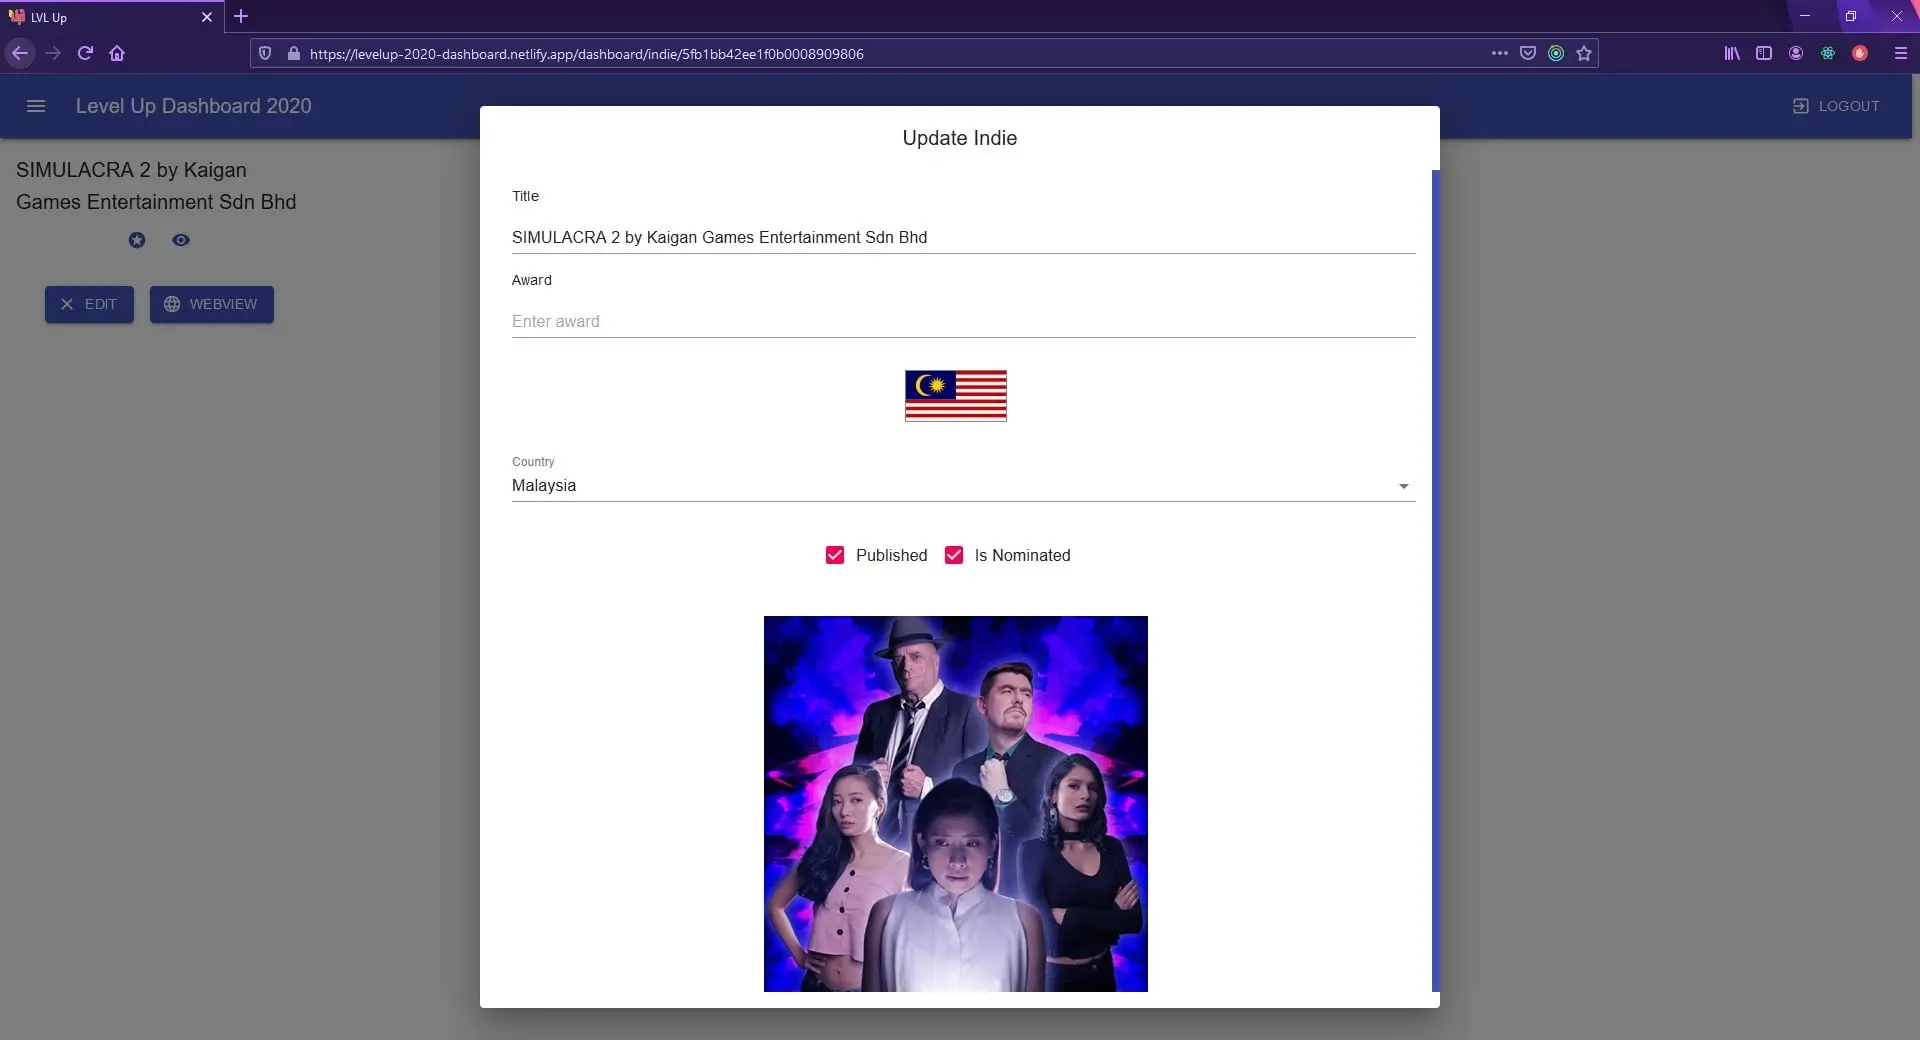 LVL Up
https://levelup-2020-dashboard.netlify.app/dashboard/indie/5fb1bb42ee1f0b0008909806
Level Up Dashboard 2020
LOGOUT
SIMULACRA 2 by Kaigan
Games Entertainment Sdn Bhd
EDIT
WEBVIEW
Update Indie
Title
SIMULACRA 2 by Kaigan Games Entertainment Sdn Bhd
Award
Enter award
Country
Malaysia
Published
Is Nominated